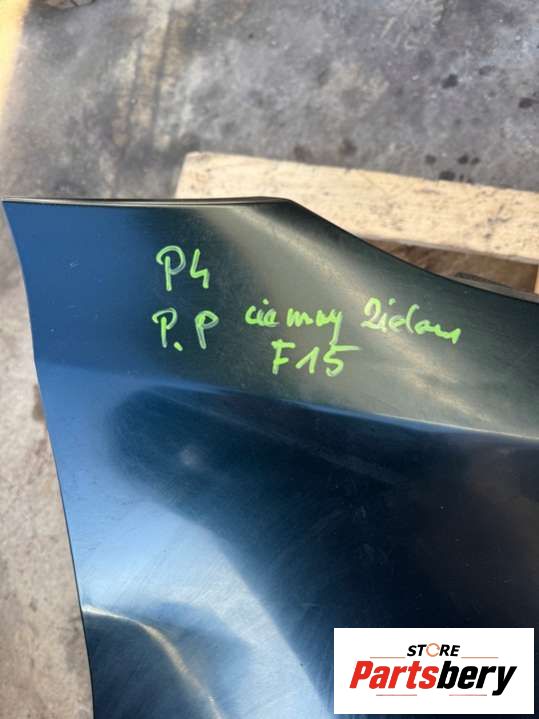 P4
P.P ciemny zielony
F15
STORE
Partsbery